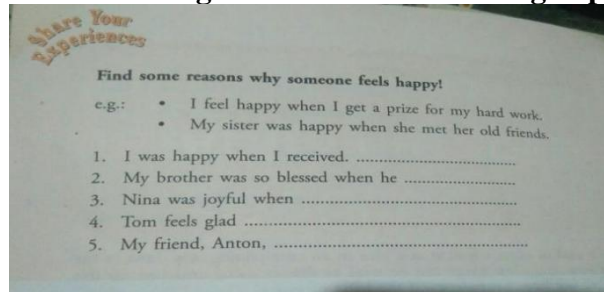 Share Your
Experiences
Find some reasons why someone feels happy!
e.g.: • I feel happy when I get a prize for my hard work.
• My sister was happy when she met her old friends.
1. I was happy when I received. ........................................
2. My brother was so blessed when he ............................
3. Nina was joyful when ......................................................
4. Tom feels glad ....................................................................
5. My friend, Anton, ...............................................................